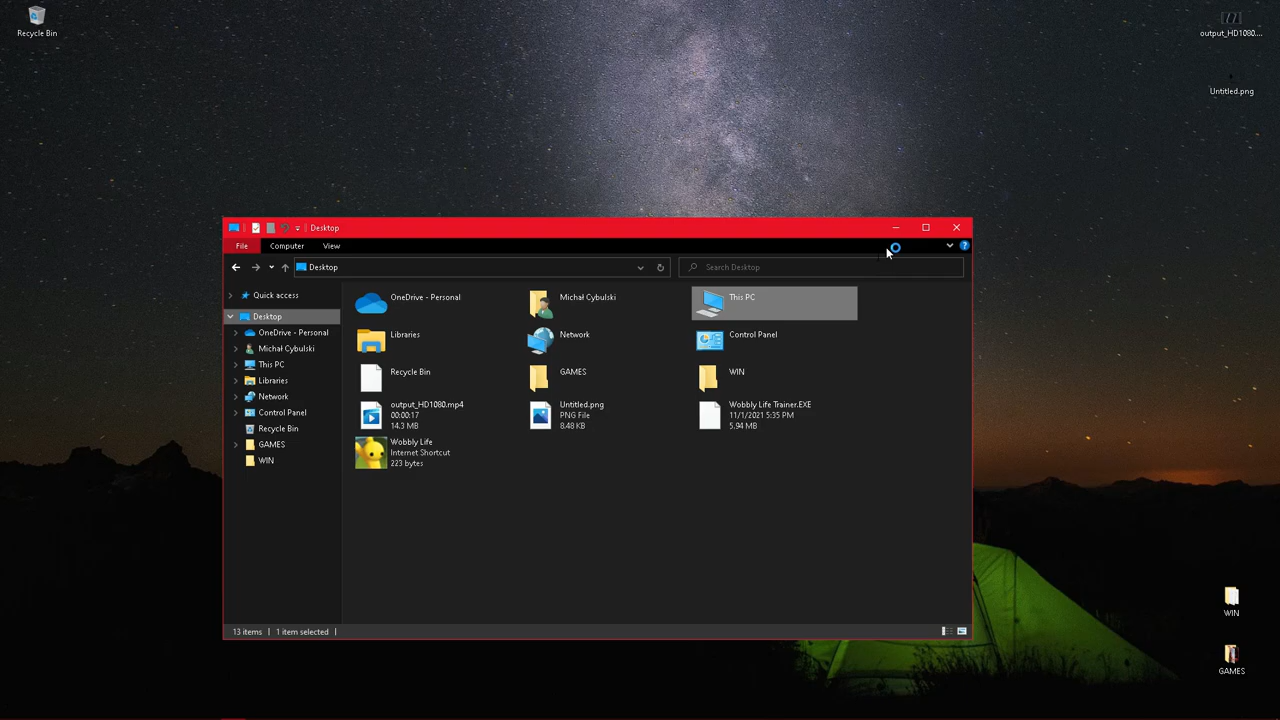 Recycle Bin
output_HD1080....
Untitled.png
Desktop
File
Computer
View
Desktop
Search Desktop
Quick access
Desktop
OneDrive - Personal
Michał Cybulski
This PC
Libraries
Network
Control Panel
Recycle Bin
GAMES
WIN
OneDrive - Personal
Michał Cybulski
This PC
Libraries
Network
Control Panel
Recycle Bin
GAMES
WIN
output_HD1080.mp4
00:00:17
14.3 MB
Untitled.png
PNG File
8.48 KB
Wobbly Life Trainer.EXE
11/1/2021 5:35 PM
5.94 MB
Wobbly Life
Internet Shortcut
223 bytes
13 items
1 item selected
WIN
GAMES